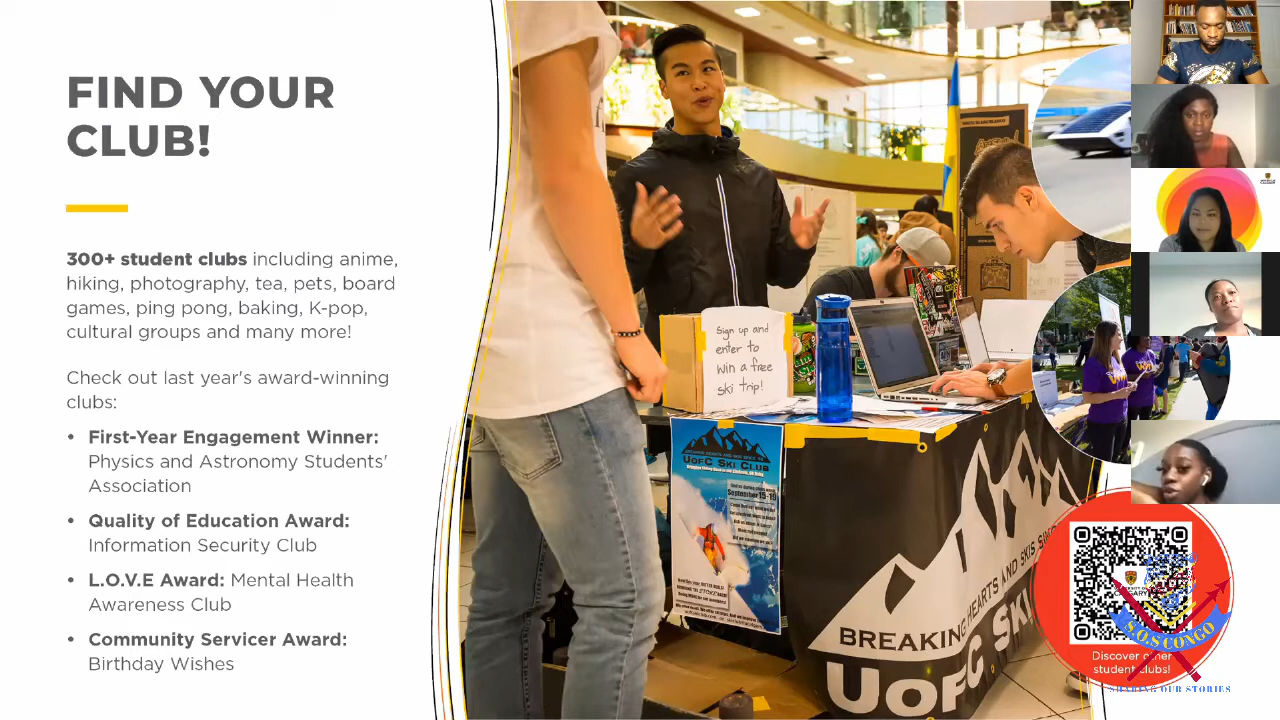 FIND YOUR
CLUB!
300+ student clubs including anime,
hiking, photography, tea, pets, board
games, ping pong, baking, K-pop,
cultural groups and many more!
Check out last year's award-winning
clubs:
• First-Year Engagement Winner:
Physics and Astronomy Students'
Association
• Quality of Education Award:
Information Security Club
• L.O.V.E Award: Mental Health
Awareness Club
• Community Servicer Award:
Birthday Wishes
Sign up and
enter to
win a free
ski trip!
UofC Ski Club
September 15-19
BREAKING HEARTS AND SKIS SINCE
UofC SKI
Discover other
student clubs!
S.O.S CONGO
SHARING OUR STORIES